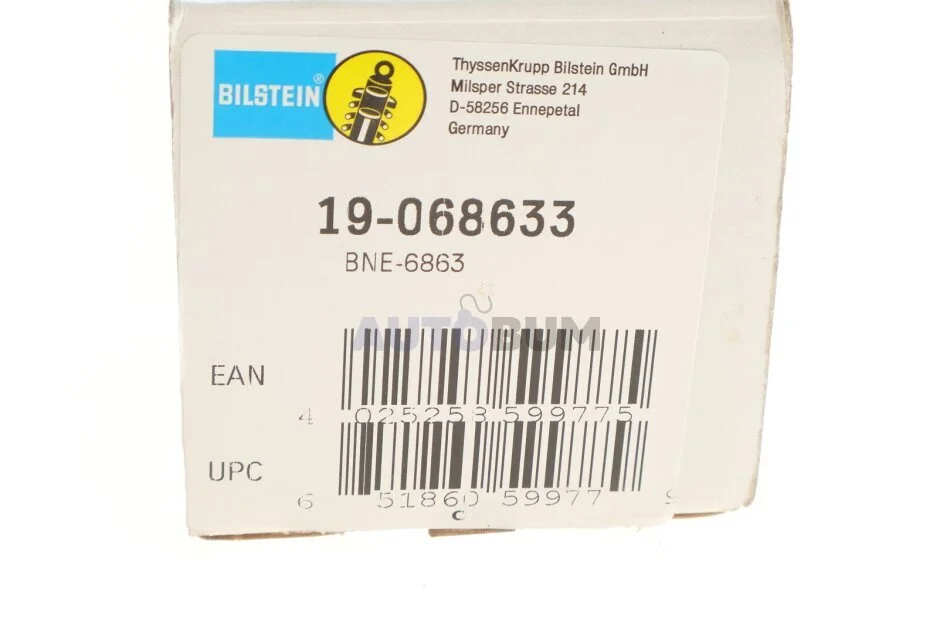 BILSTEIN®
ThyssenKrupp Bilstein GmbH
Milsper Strasse 214
D-58256 Ennepetal
Germany
19-068633
BNE-6863
AUTOBUM
EAN
4 025258 599775
UPC
6 51860 59977 9
C